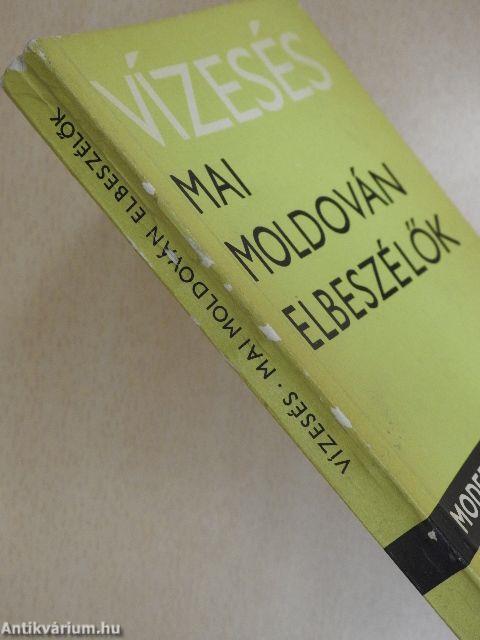 VÍZESÉS
MAI
MOLDOVÁN
ELBESZÉLŐK
VÍZESÉS · MAI MOLDOVÁN ELBESZÉLŐK
Antikvárium.hu